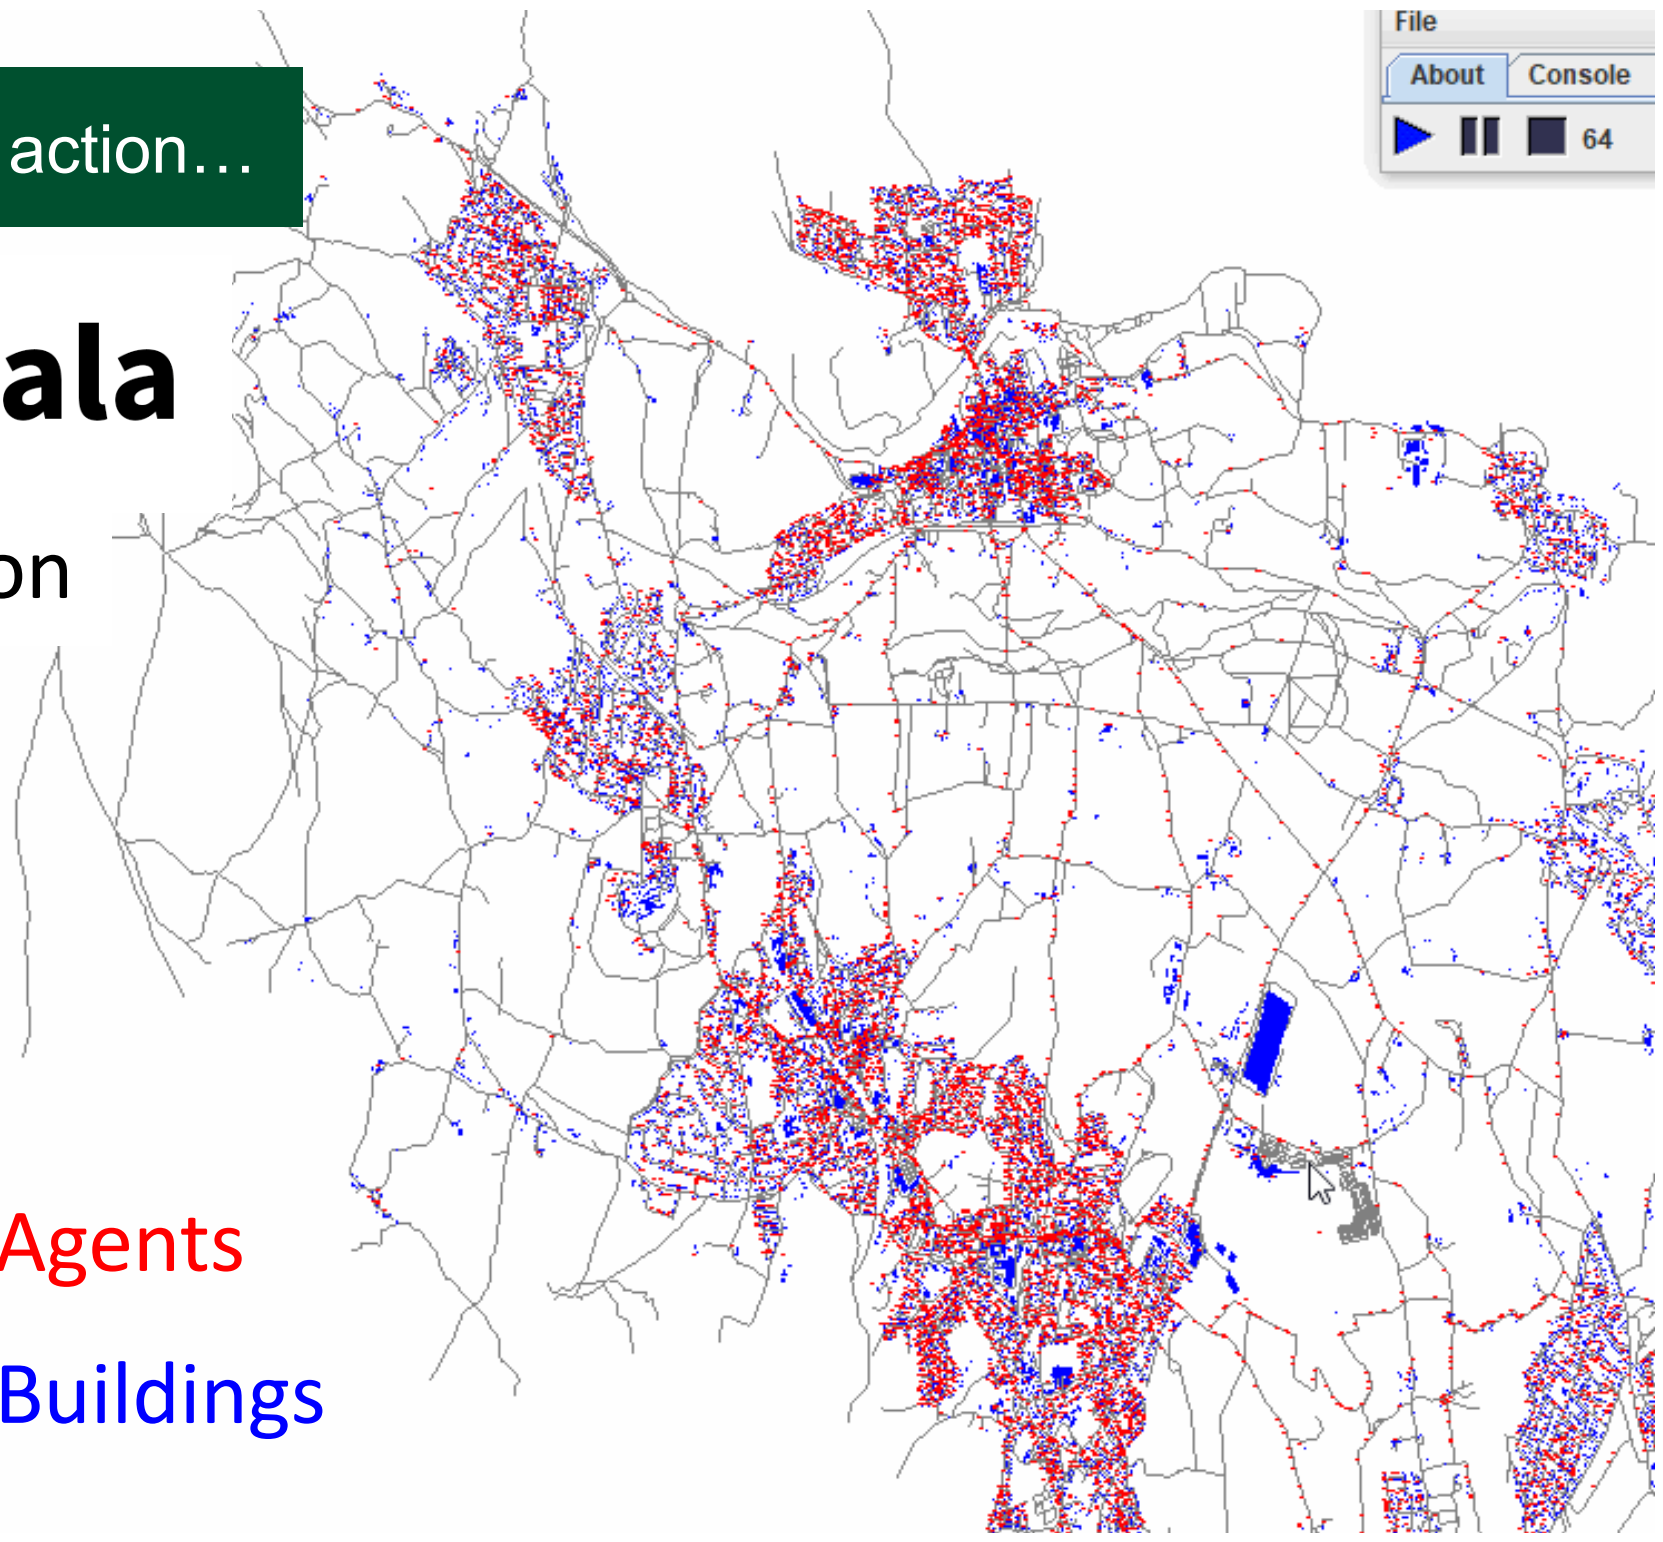 File
About Console
64
action…
ala
on
Agents
Buildings